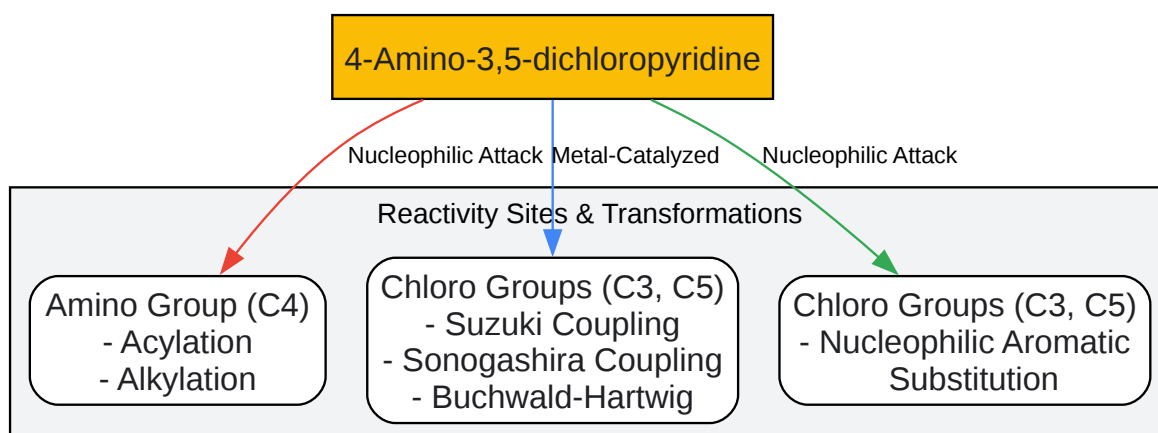 4-Amino-3,5-dichloropyridine
Nucleophilic Attack
Metal-Catalyzed
Nucleophilic Attack
Reactivity Sites & Transformations
Amino Group (C4)
- Acylation
- Alkylation
Chloro Groups (C3, C5)
- Suzuki Coupling
- Sonogashira Coupling
- Buchwald-Hartwig
Chloro Groups (C3, C5)
- Nucleophilic Aromatic
Substitution